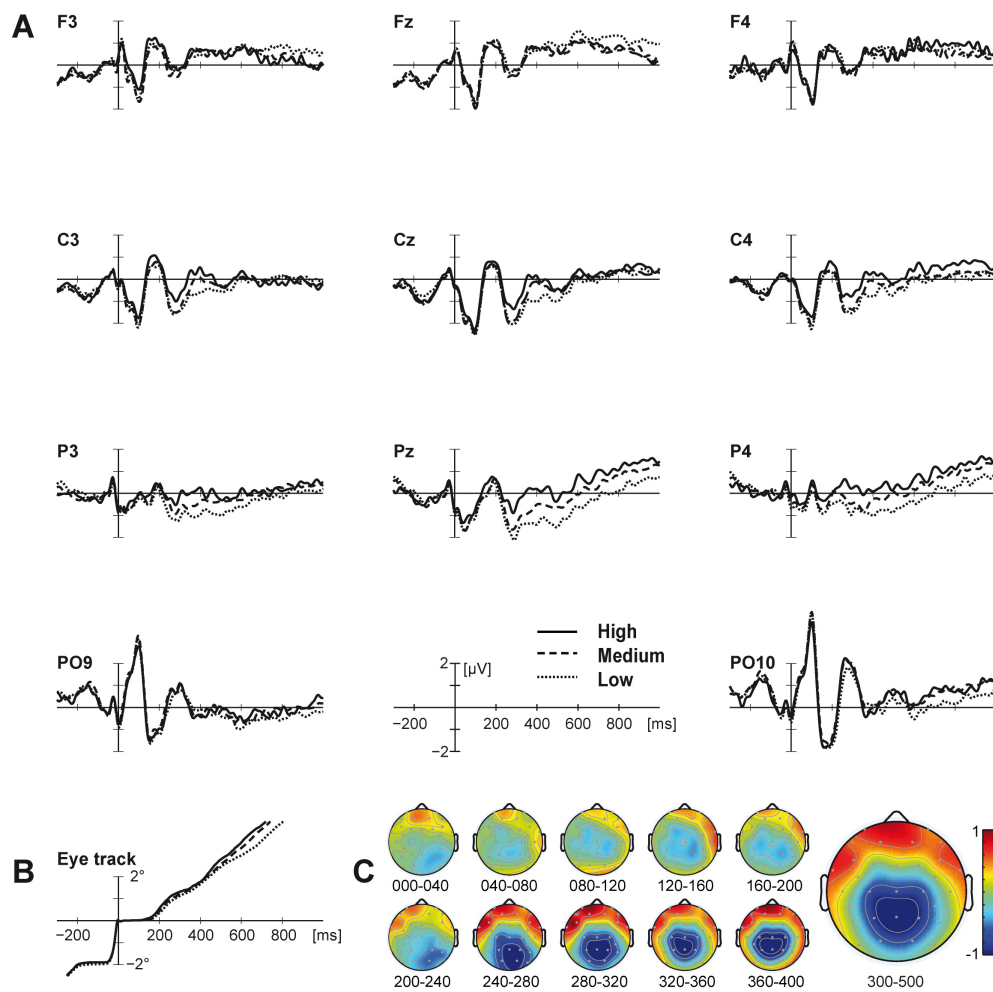 A
F3 Fz F4
C3 Cz C4
P3 Pz P4
PO9 PO10
High
Medium
Low
2 [µV]
−200 200 400 600 800 [ms]
−2
B
Eye track
2°
−200 200 400 600 800 [ms]
−2°
C
000-040 040-080 080-120 120-160 160-200
200-240 240-280 280-320 320-360 360-400
300-500
1
-1